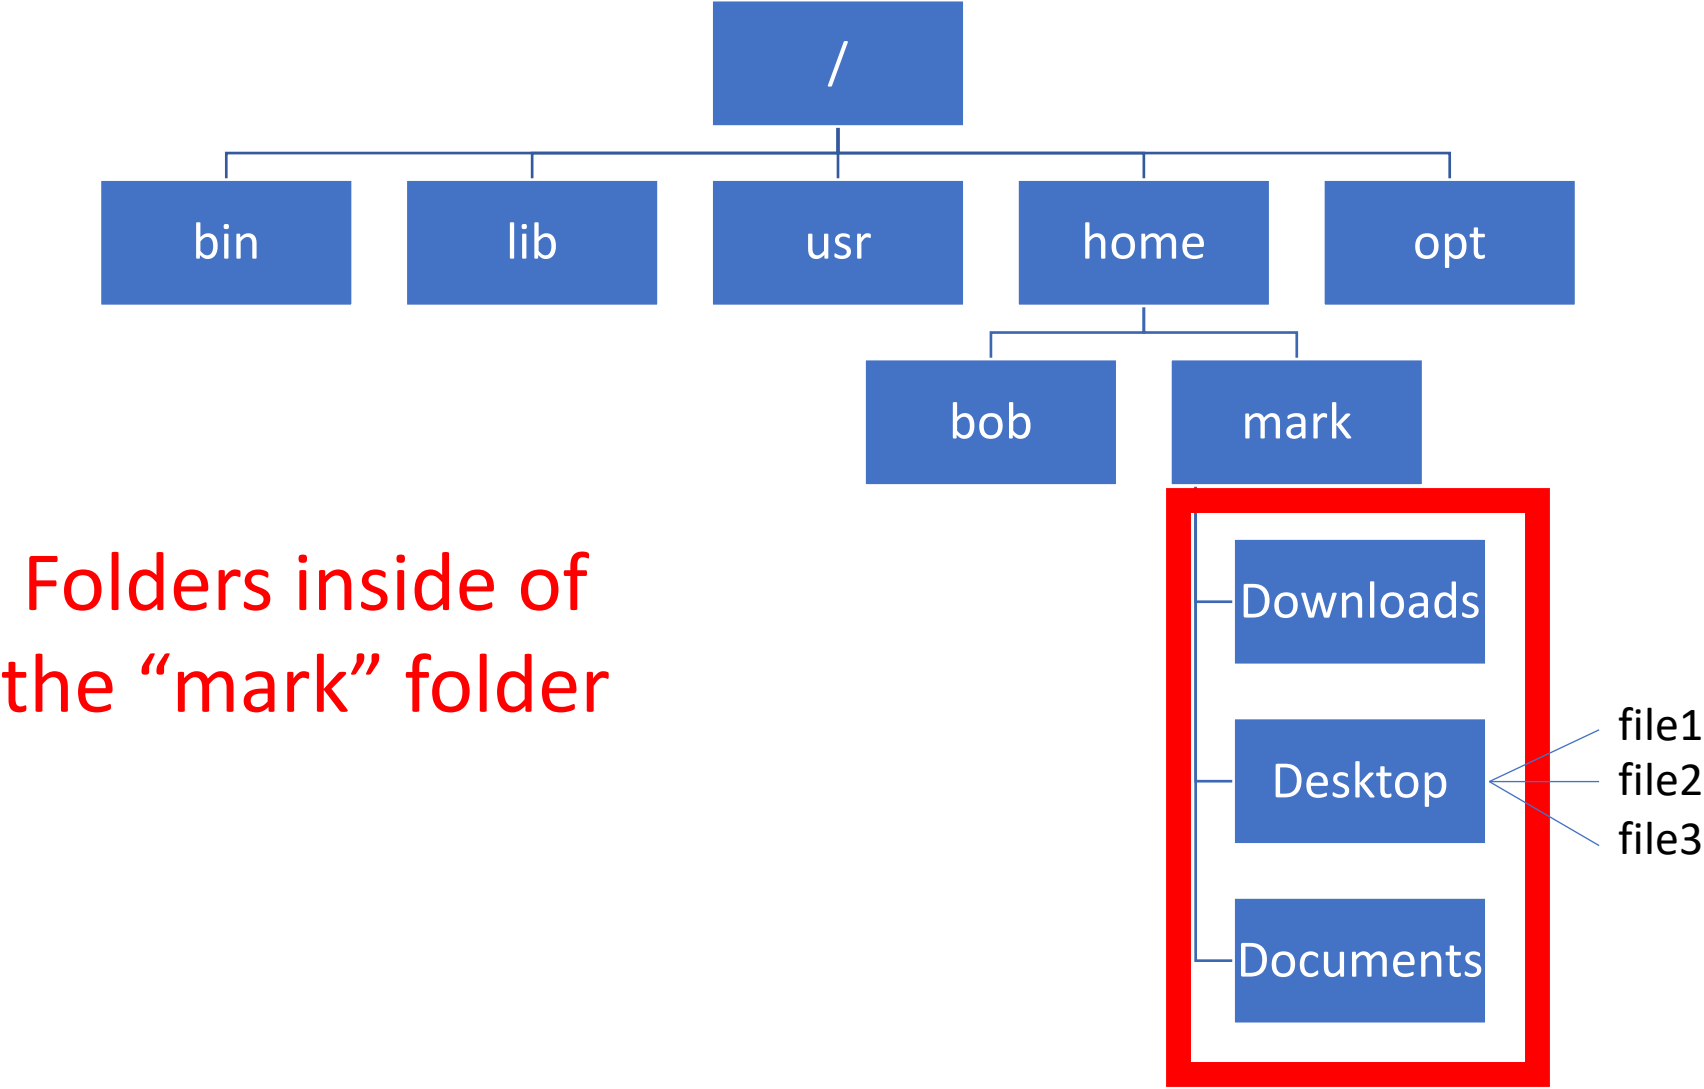 /
bin
lib
usr
home
opt
bob
mark
Folders inside of
the “mark” folder
Downloads
Desktop
file1
file2
file3
Documents